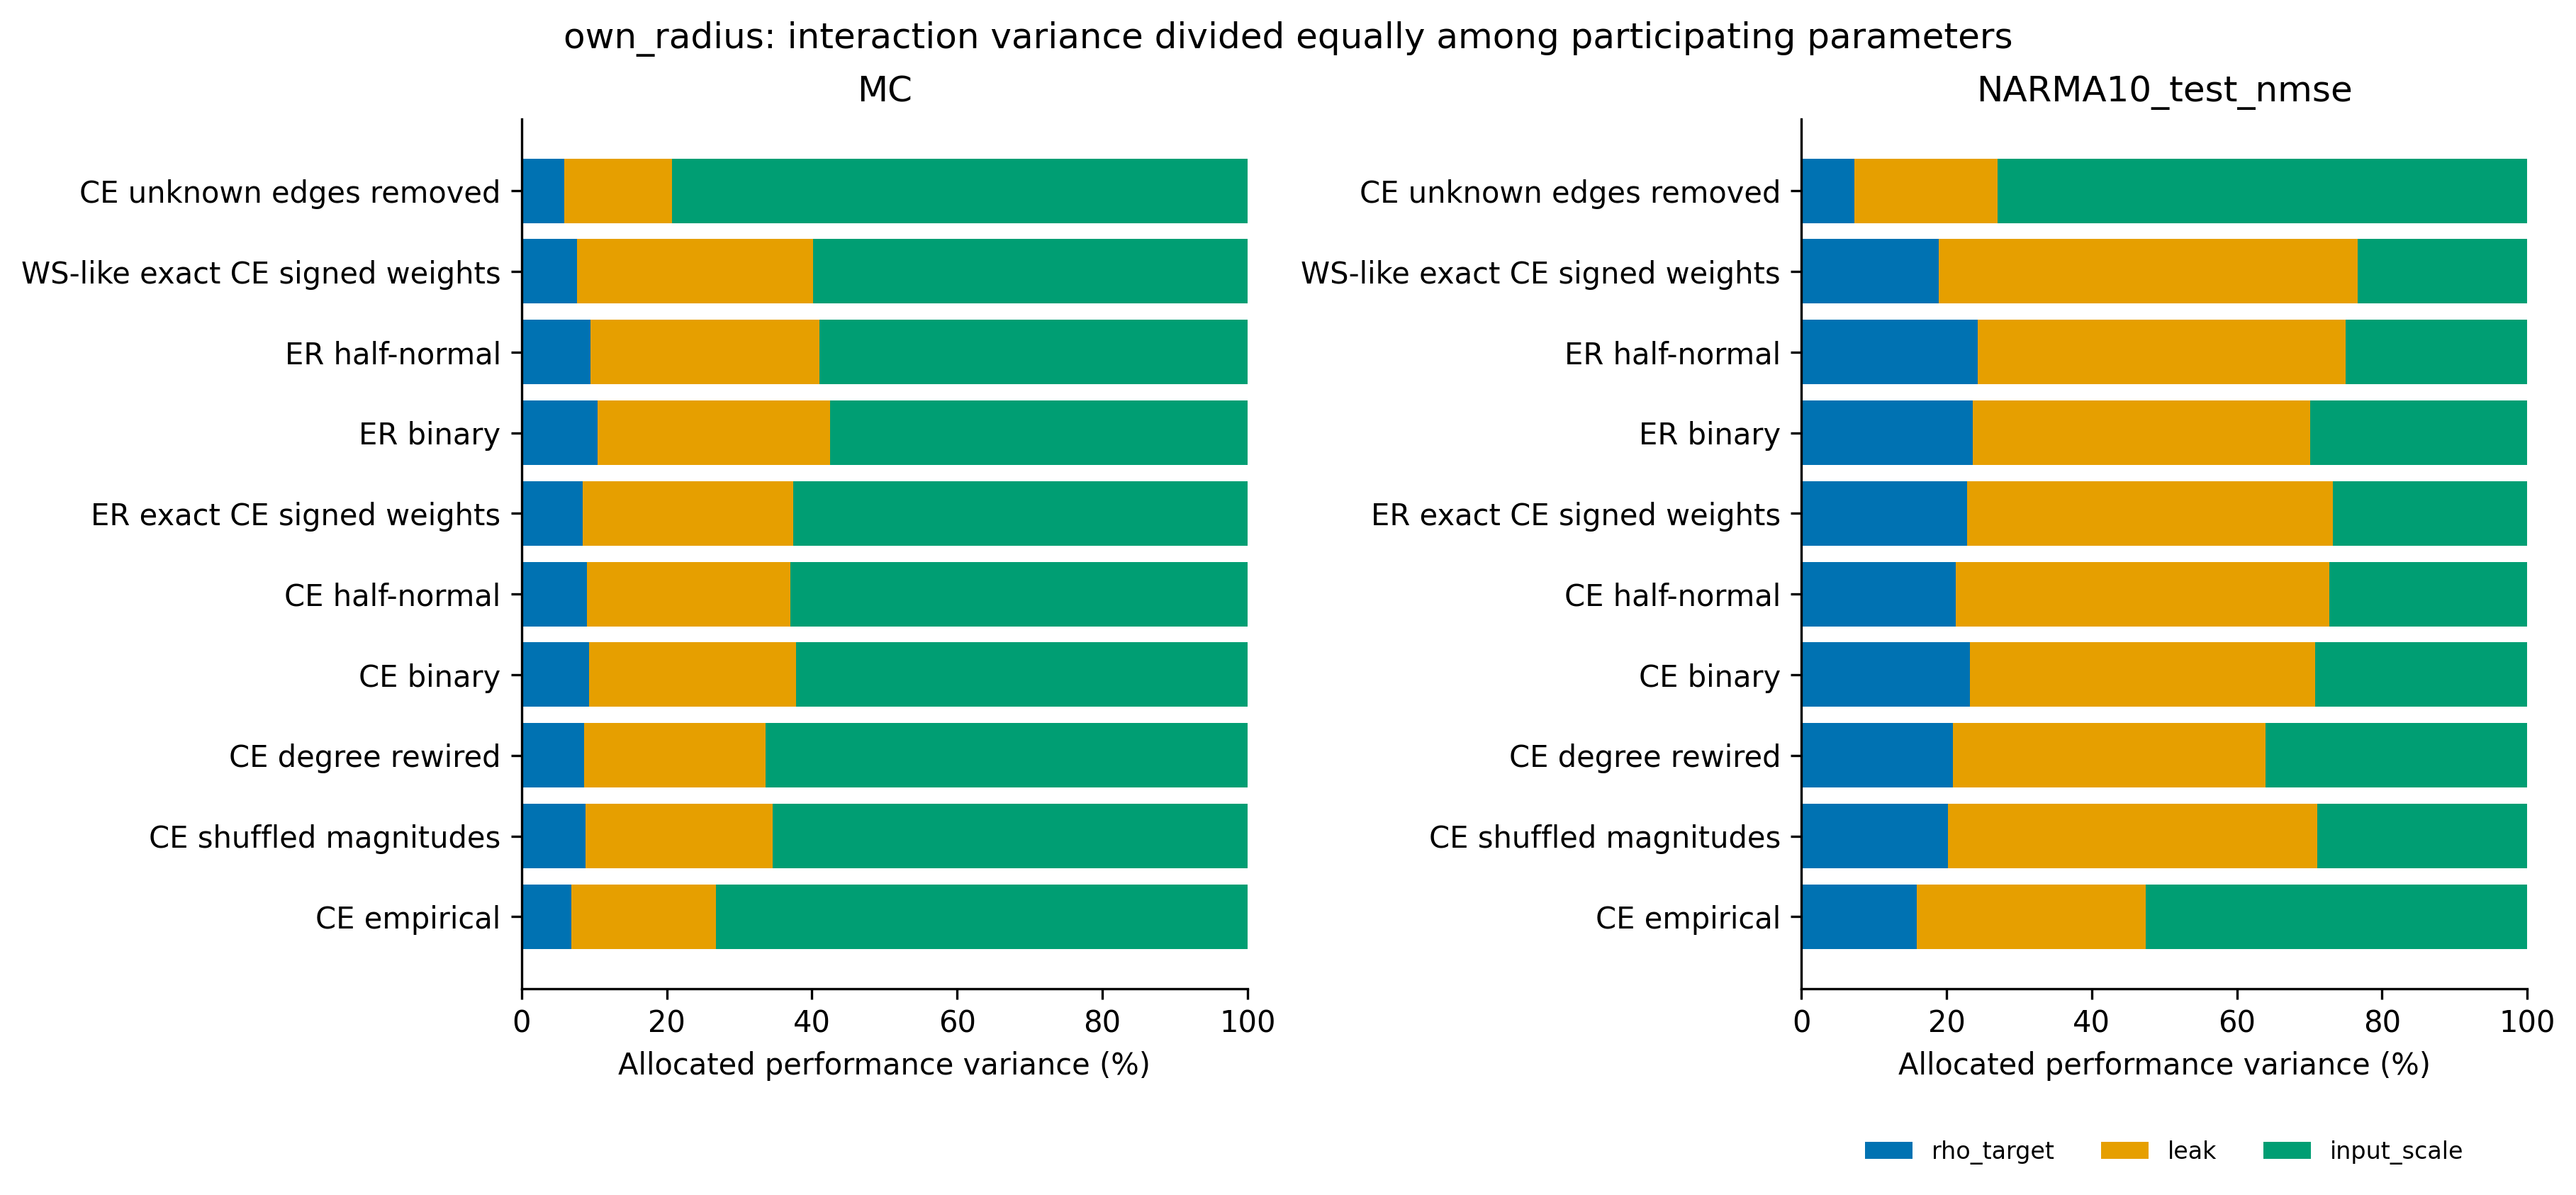 own_radius: interaction variance divided equally among participating parameters
MC
CE unknown edges removed
WS-like exact CE signed weights
ER half-normal
ER binary
ER exact CE signed weights
CE half-normal
CE binary
CE degree rewired
CE shuffled magnitudes
CE empirical
0 20 40 60 80 100
Allocated performance variance (%)
NARMA10_test_nmse
CE unknown edges removed
WS-like exact CE signed weights
ER half-normal
ER binary
ER exact CE signed weights
CE half-normal
CE binary
CE degree rewired
CE shuffled magnitudes
CE empirical
0 20 40 60 80 100
Allocated performance variance (%)
rho_target leak input_scale